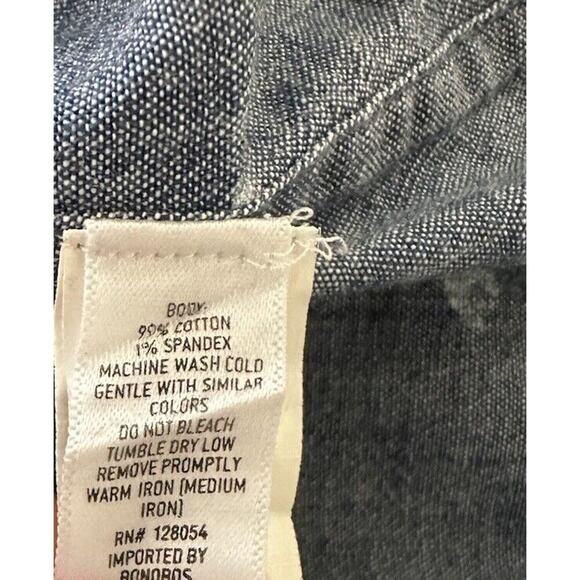 BODY:
99% COTTON
1% SPANDEX
MACHINE WASH COLD
GENTLE WITH SIMILAR
COLORS
DO NOT BLEACH
TUMBLE DRY LOW
REMOVE PROMPTLY
WARM IRON (MEDIUM
IRON)
RN# 128054
IMPORTED BY
BONOBOS